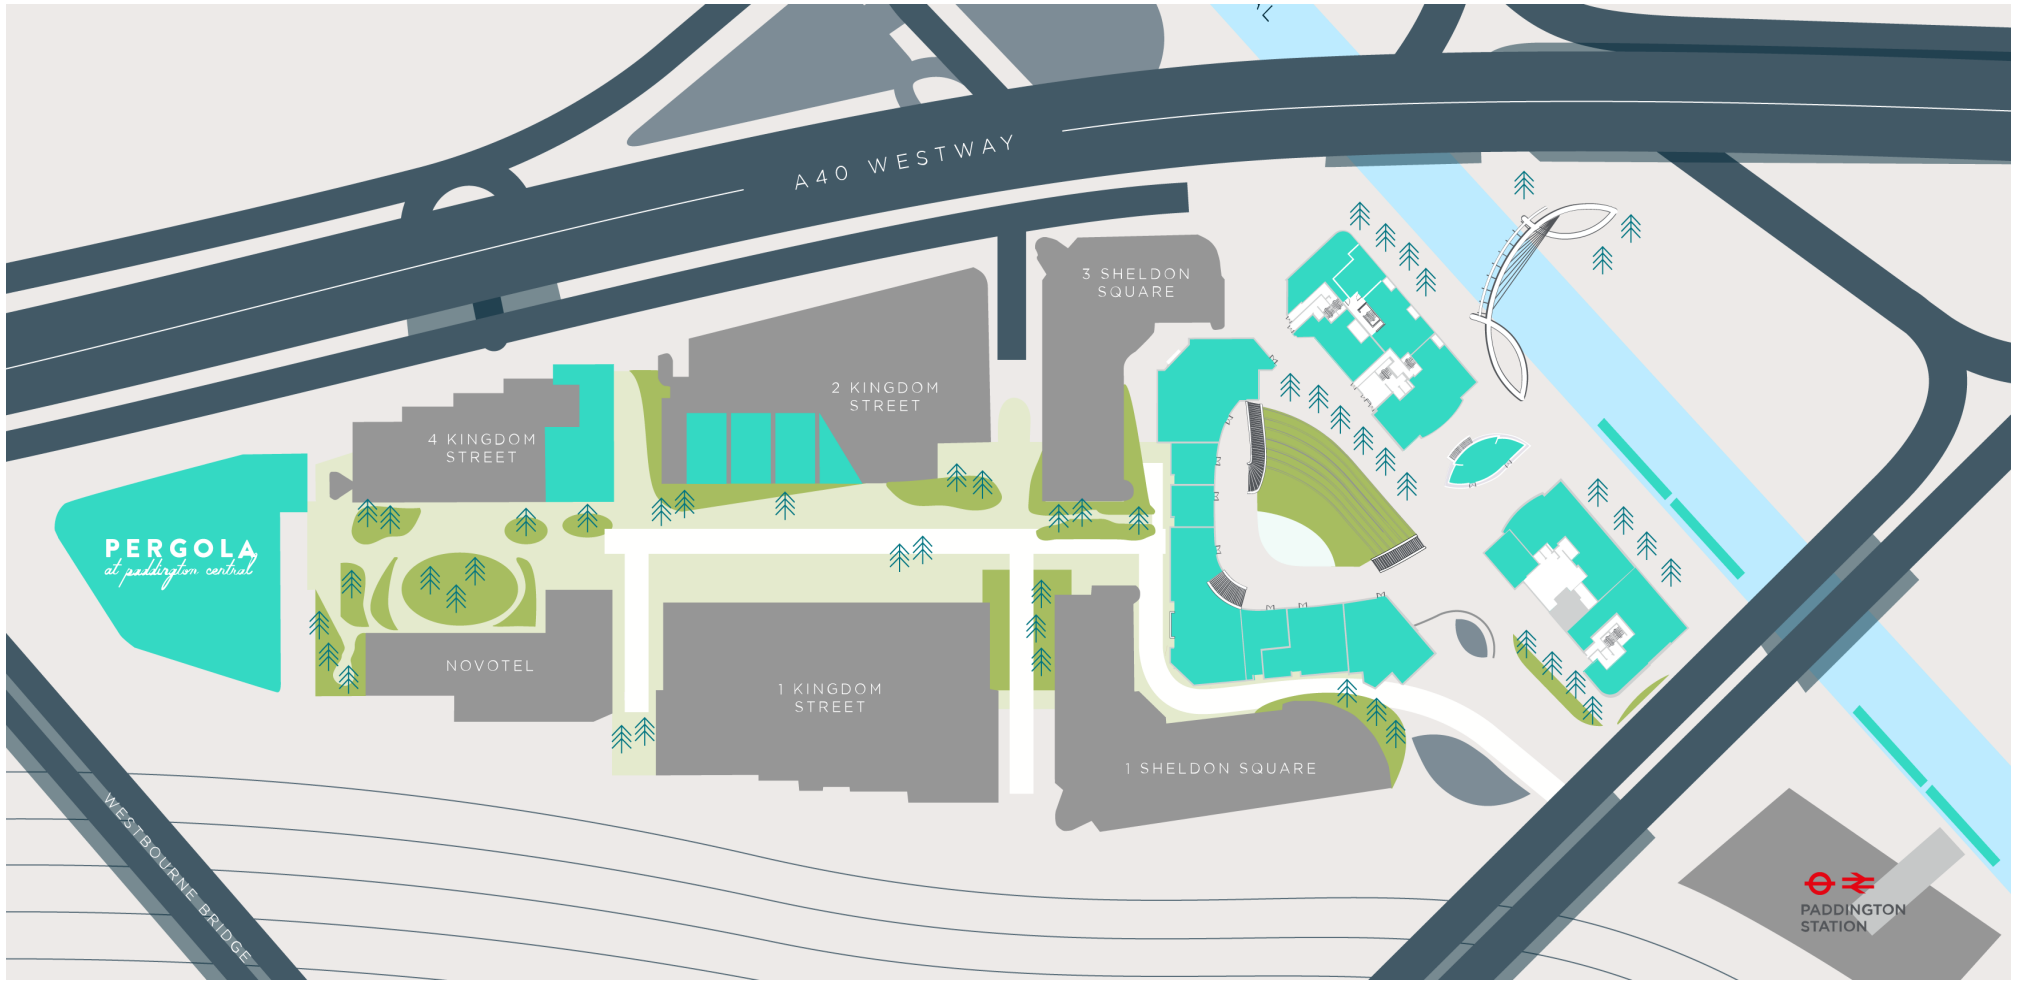 A40 WESTWAY
3 SHELDON
SQUARE
2 KINGDOM
STREET
4 KINGDOM
STREET
PERGOLA
at paddington central
NOVOTEL
1 KINGDOM
STREET
1 SHELDON SQUARE
WESTBOURNE BRIDGE
PADDINGTON
STATION